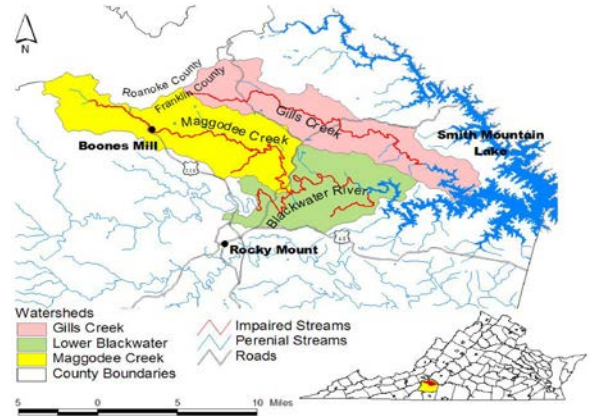 N
Roanoke County
Franklin County
Gills Creek
Maggodee Creek
Smith Mountain
Lake
Boones Mill
220
Blackwater River
Rocky Mount
Watersheds
Gills Creek
Lower Blackwater
Maggodee Creek
County Boundaries
Impaired Streams
Perenial Streams
Roads
5 0 5 10 Miles